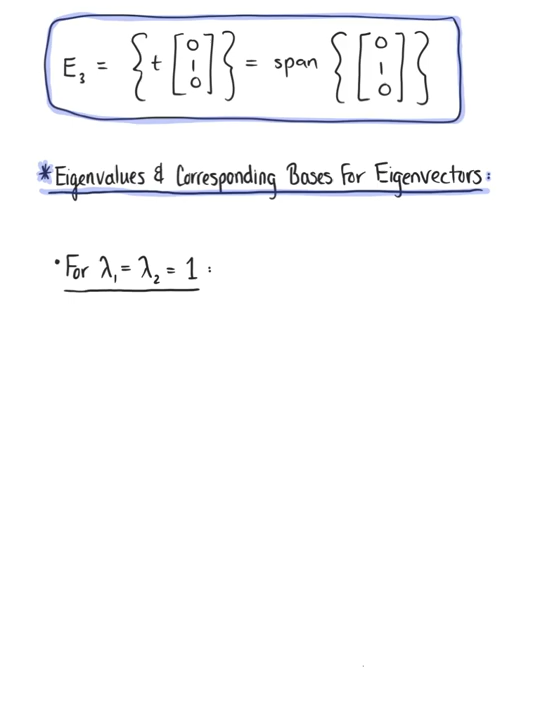 E₃ = { t [0 1 0] } = span { [0 1 0] }
*Eigenvalues & Corresponding Bases For Eigenvectors:
• For λ₁ = λ₂ = 1 :